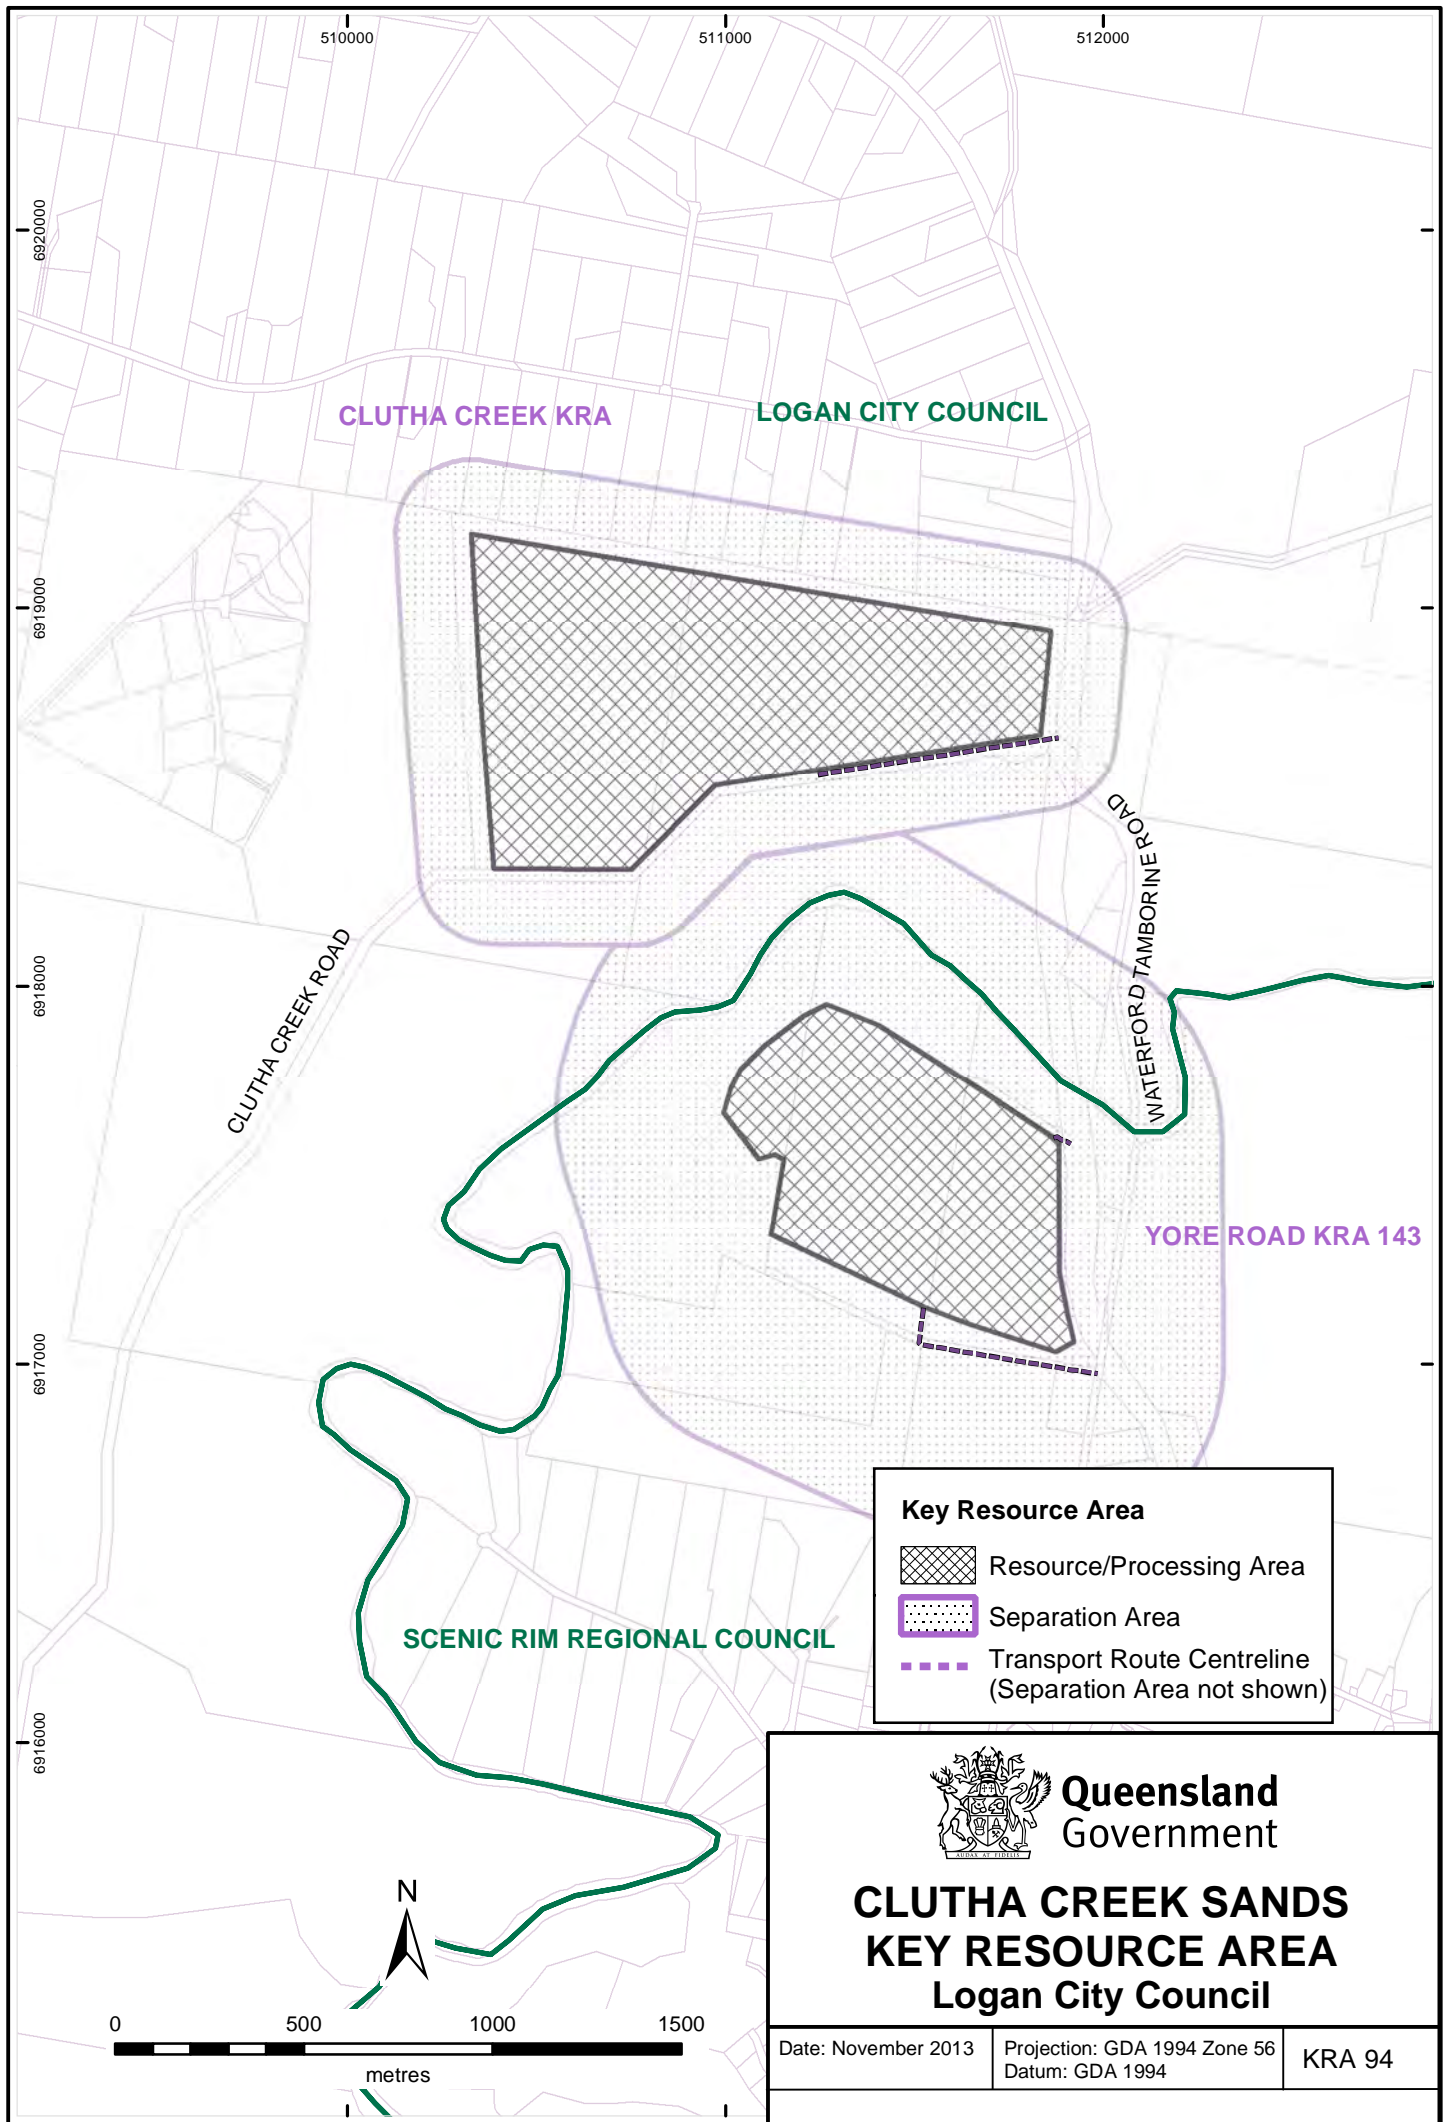 510000
511000
512000
6920000
CLUTHA CREEK KRA
LOGAN CITY COUNCIL
6919000
WATERFORD TAMBORINE ROAD
CLUTHA CREEK ROAD
6918000
YORE ROAD KRA 143
6917000
Key Resource Area
Resource/Processing Area
Separation Area
Transport Route Centreline
(Separation Area not shown)
SCENIC RIM REGIONAL COUNCIL
6916000
AUDAX AT FIDELIS
Queensland
Government
CLUTHA CREEK SANDS
KEY RESOURCE AREA
Logan City Council
N
0 500 1000 1500
metres
Date: November 2013
Projection: GDA 1994 Zone 56
Datum: GDA 1994
KRA 94